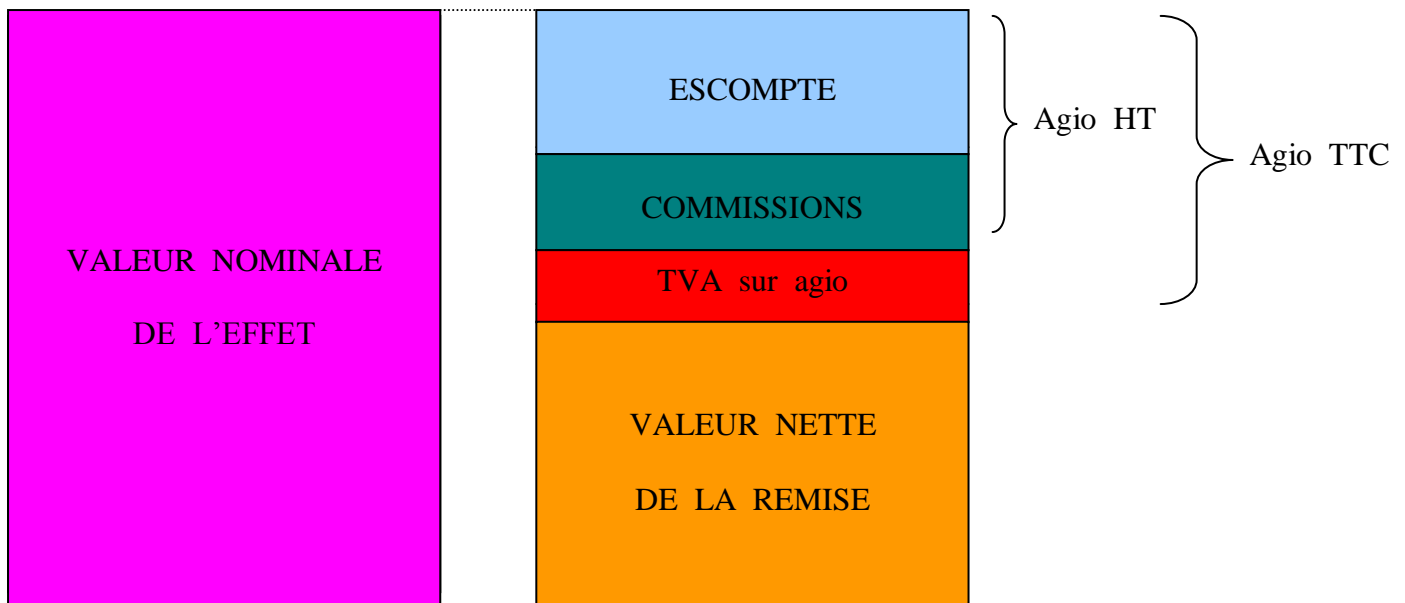 VALEUR NOMINALE
DE L'EFFET
ESCOMPTE
COMMISSIONS
TVA sur agio
VALEUR NETTE
DE LA REMISE
Agio HT
Agio TTC